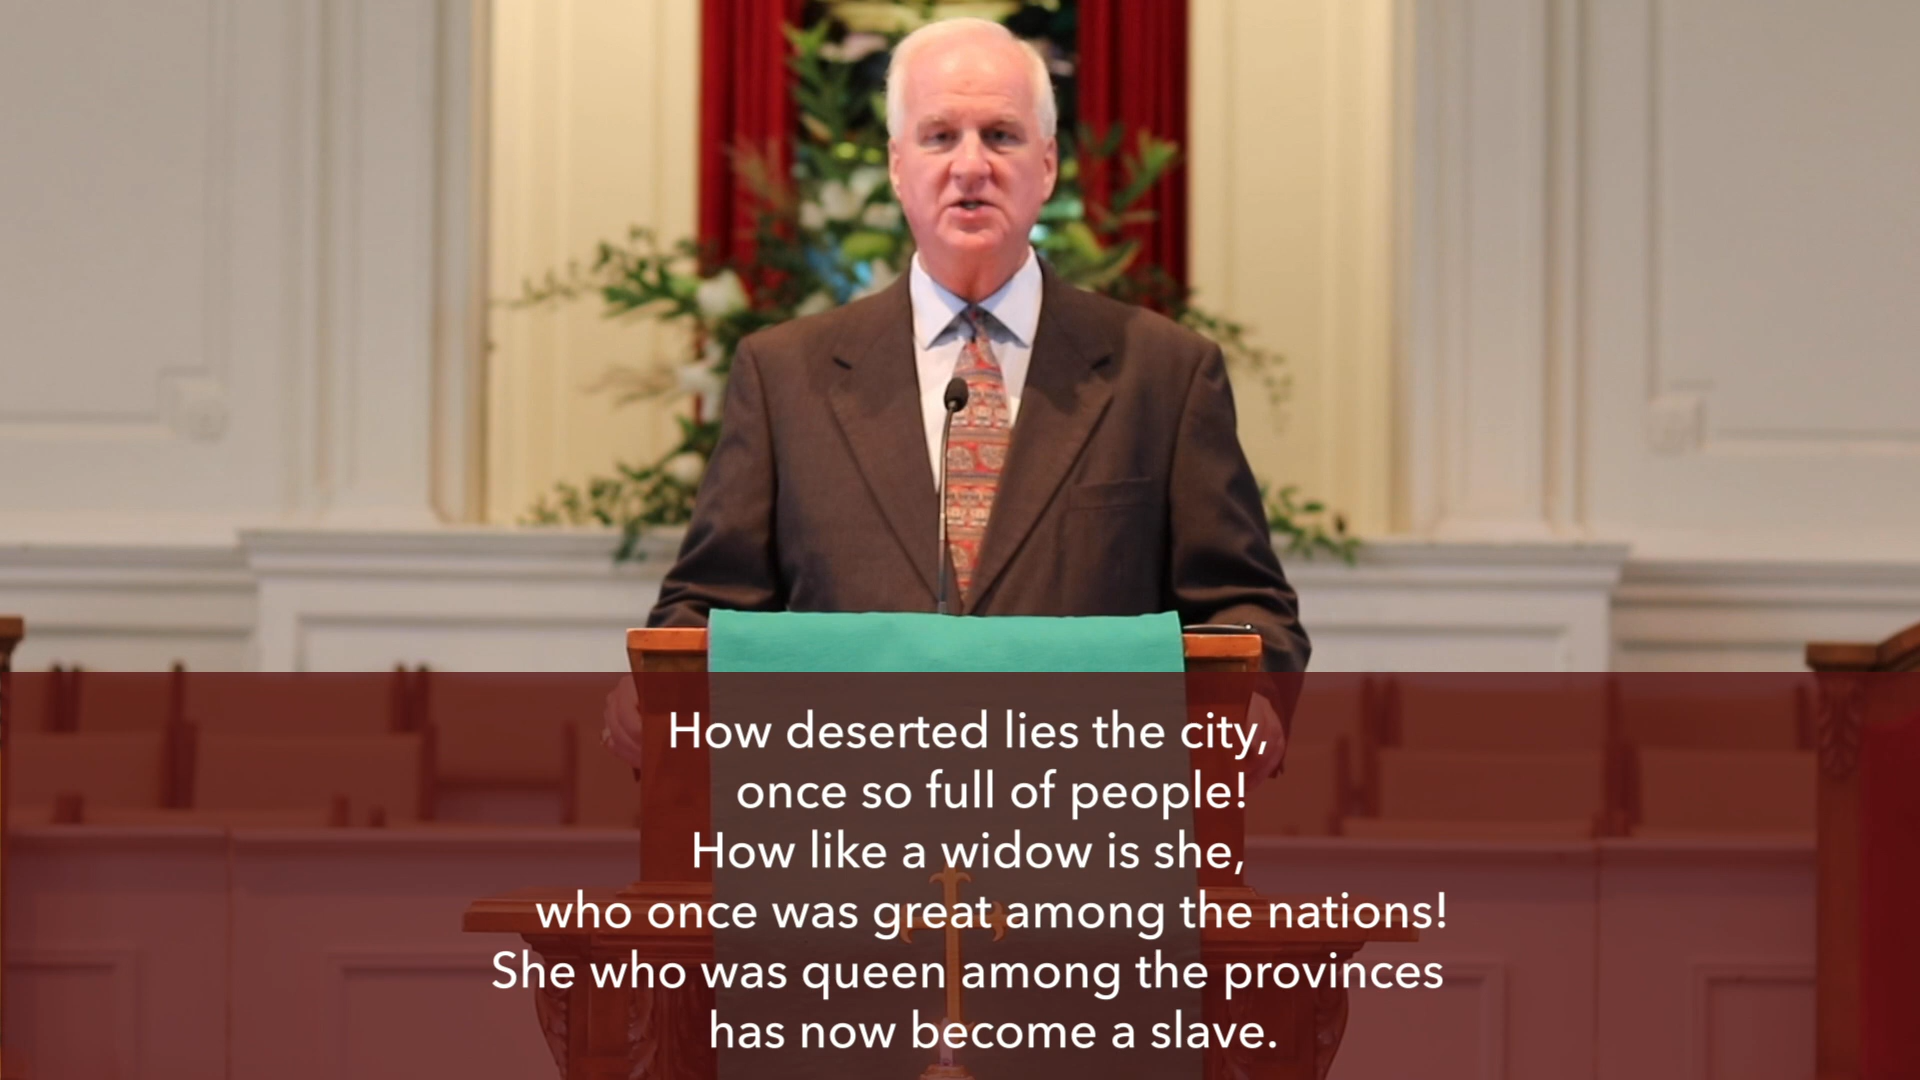 How deserted lies the city,
once so full of people!
How like a widow is she,
who once was great among the nations!
She who was queen among the provinces
has now become a slave.